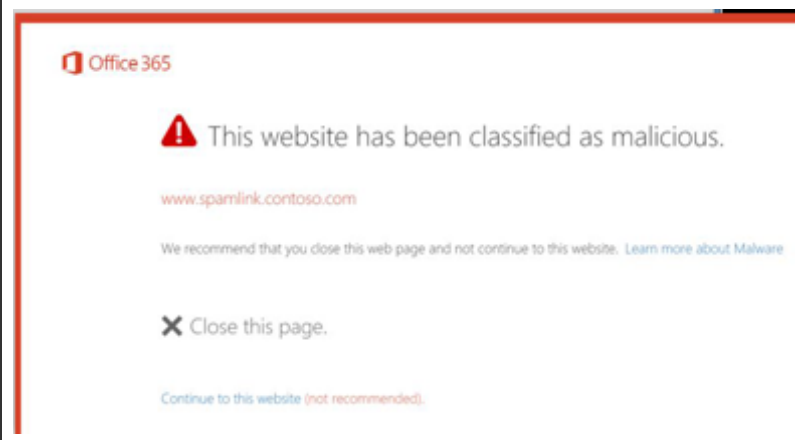 Office 365
This website has been classified as malicious.
www.spamlink.contoso.com
We recommend that you close this web page and not continue to this website. Learn more about Malware
Close this page.
Continue to this website (not recommended).